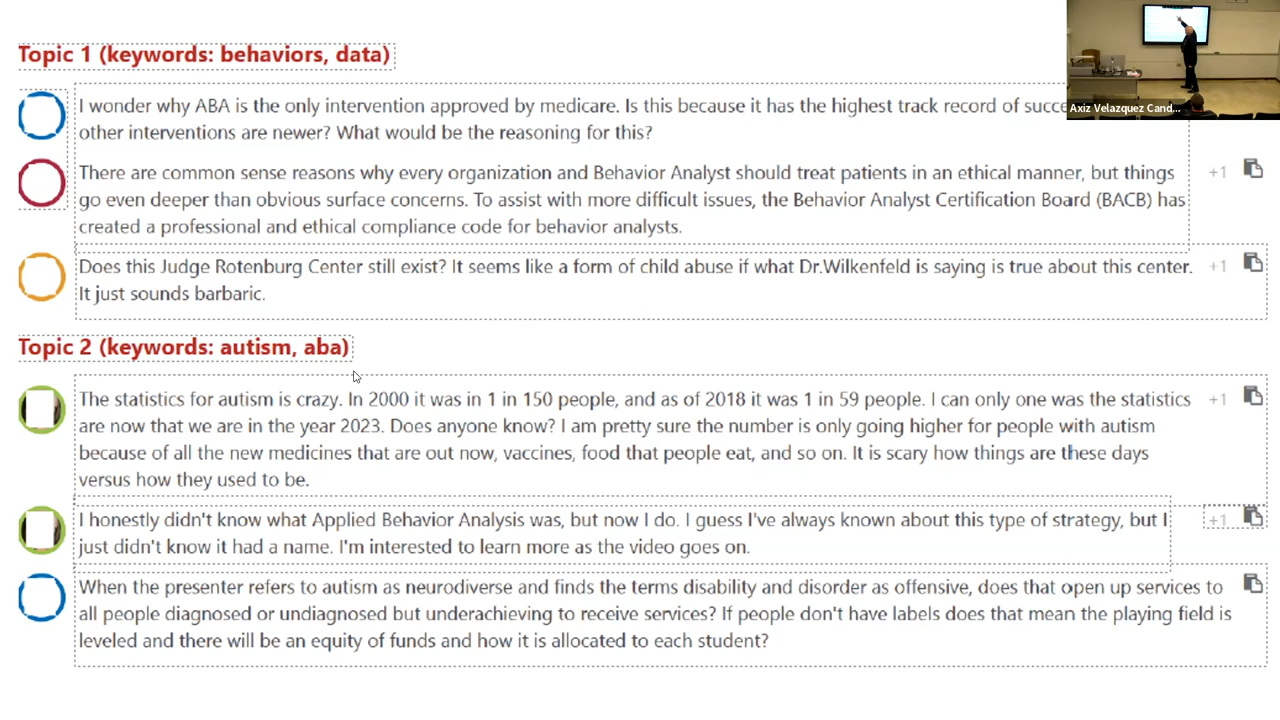 Topic 1 (keywords: behaviors, data)
I wonder why ABA is the only intervention approved by medicare. Is this because it has the highest track record of
other interventions are newer? What would be the reasoning for this?
There are common sense reasons why every organization and Behavior Analyst should treat patients in an ethical manner, but things
go even deeper than obvious surface concerns. To assist with more difficult issues, the Behavior Analyst Certification Board (BACB) has
created a professional and ethical compliance code for behavior analysts.
+1
Does this Judge Rotenburg Center still exist? It seems like a form of child abuse if what Dr.Wilkenfeld is saying is true about this center.
It just sounds barbaric.
+1
Topic 2 (keywords: autism, aba)
The statistics for autism is crazy. In 2000 it was in 1 in 150 people, and as of 2018 it was 1 in 59 people. I can only one was the statistics
are now that we are in the year 2023. Does anyone know? I am pretty sure the number is only going higher for people with autism
because of all the new medicines that are out now, vaccines, food that people eat, and so on. It is scary how things are these days
versus how they used to be.
+1
I honestly didn't know what Applied Behavior Analysis was, but now I do. I guess I've always known about this type of strategy, but I
just didn't know it had a name. I'm interested to learn more as the video goes on.
+1
When the presenter refers to autism as neurodiverse and finds the terms disability and disorder as offensive, does that open up services to
all people diagnosed or undiagnosed but underachieving to receive services? If people don't have labels does that mean the playing field is
leveled and there will be an equity of funds and how it is allocated to each student?
Axiz Velazquez Cand...